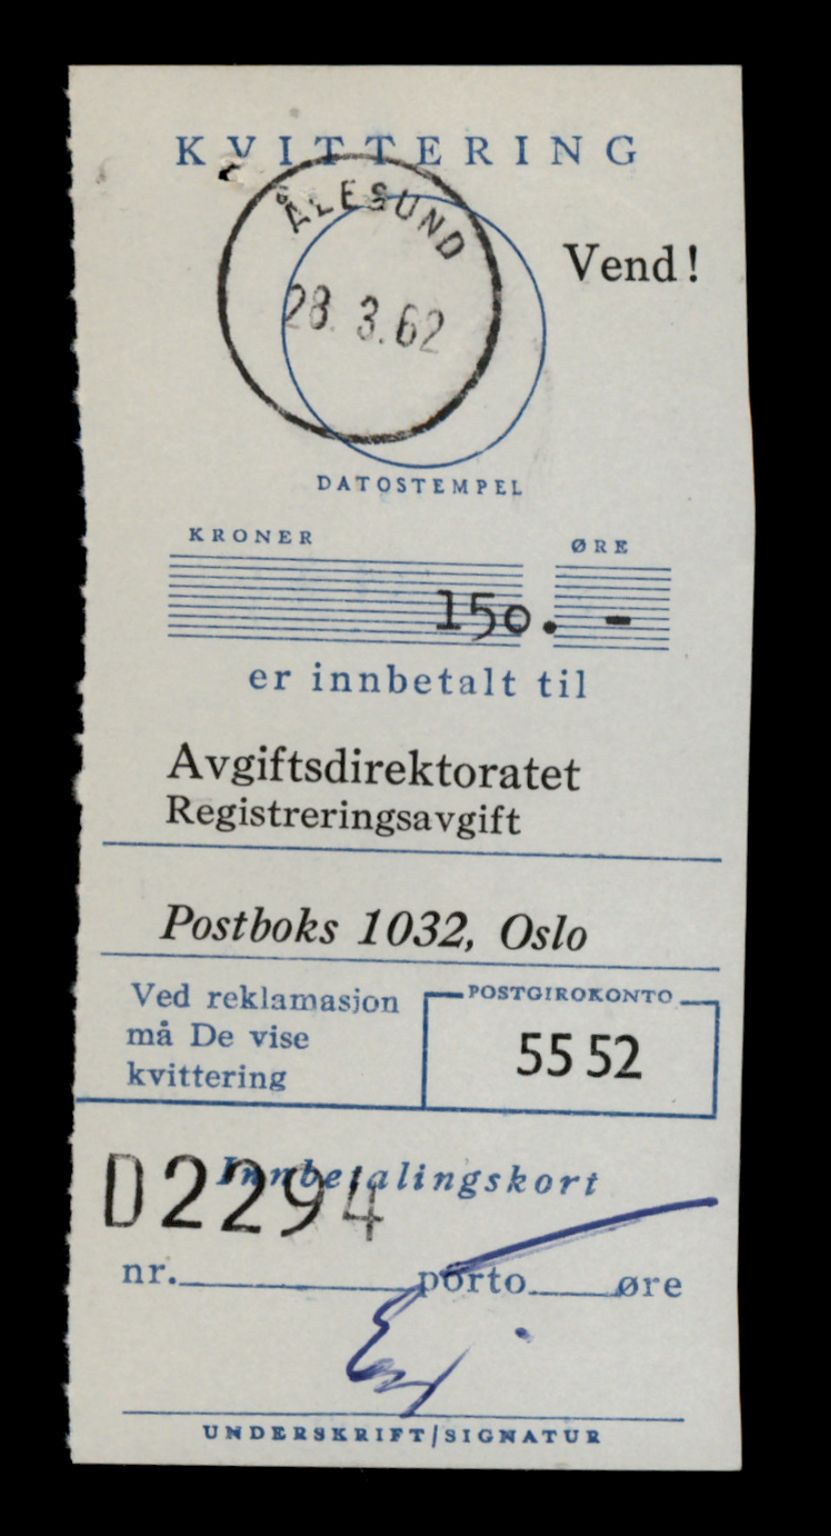 KVITTERING
ÅLESUND
Vend!
28. 3. 62
DATOSTEMPEL
KRONER ØRE
150. -
er innbetalt til
Avgiftsdirektoratet
Registreringsavgift
Postboks 1032, Oslo
Ved reklamasjon
må De vise
kvittering
POSTGIROKONTO
55 52
Innbetalingskort
D2294
nr. porto øre
UNDERSKRIFT/SIGNATUR